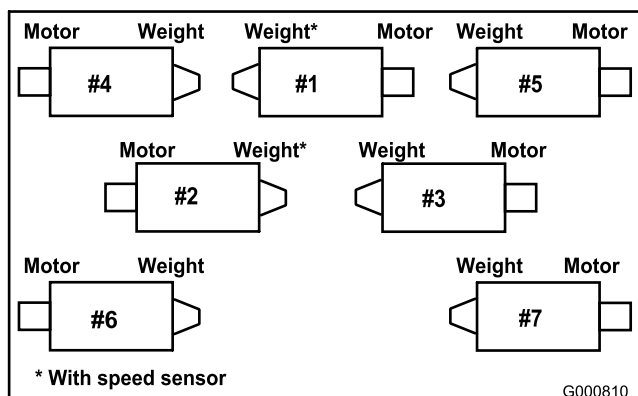 Motor Weight Weight* Motor Weight Motor
#4 #1 #5
Motor Weight* Weight Motor
#2 #3
Motor Weight Weight Motor
#6 #7
* With speed sensor
G000810